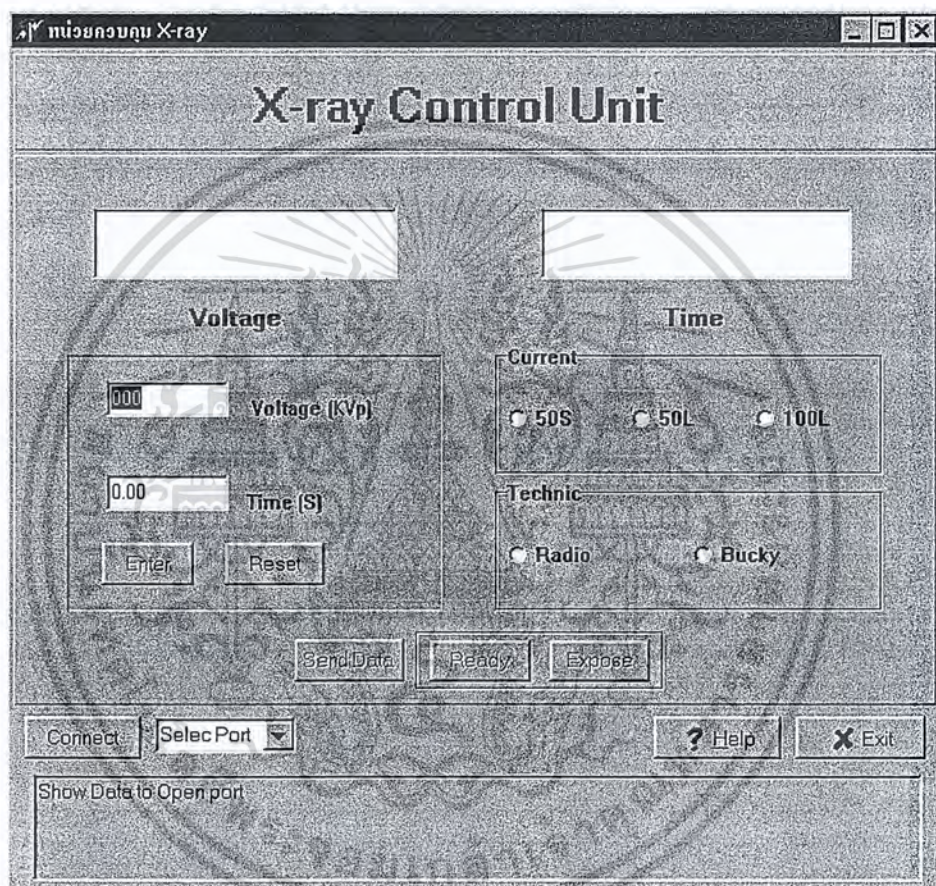 หน่วยควบคุม X-ray
X-ray Control Unit
Voltage
Time
000
Voltage (KVp)
0.00
Time (S)
Enter
Reset
Current
50S
50L
100L
Technic
Radio
Bucky
Send Data
Ready
Expose
Connect
Selec Port
? Help
Exit
Show Data to Open port